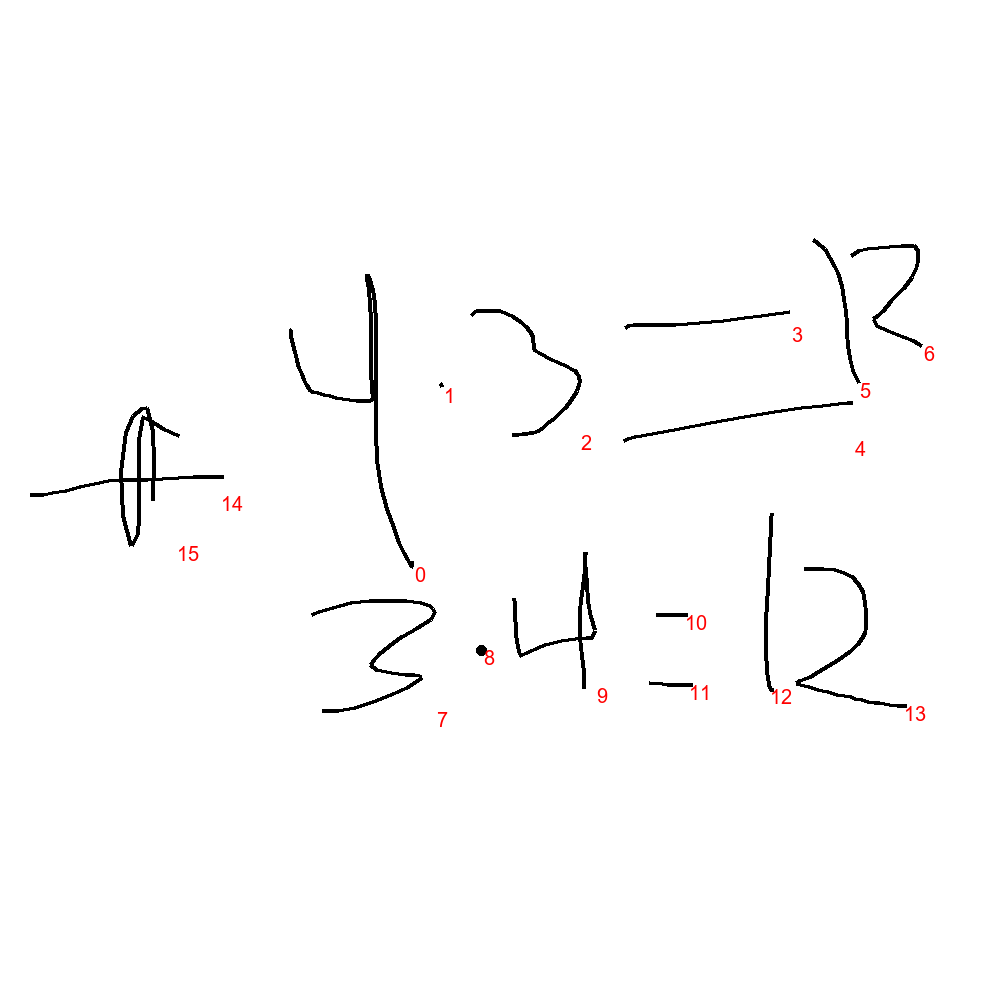 4 · 3 = 12
3 · 4 = 12